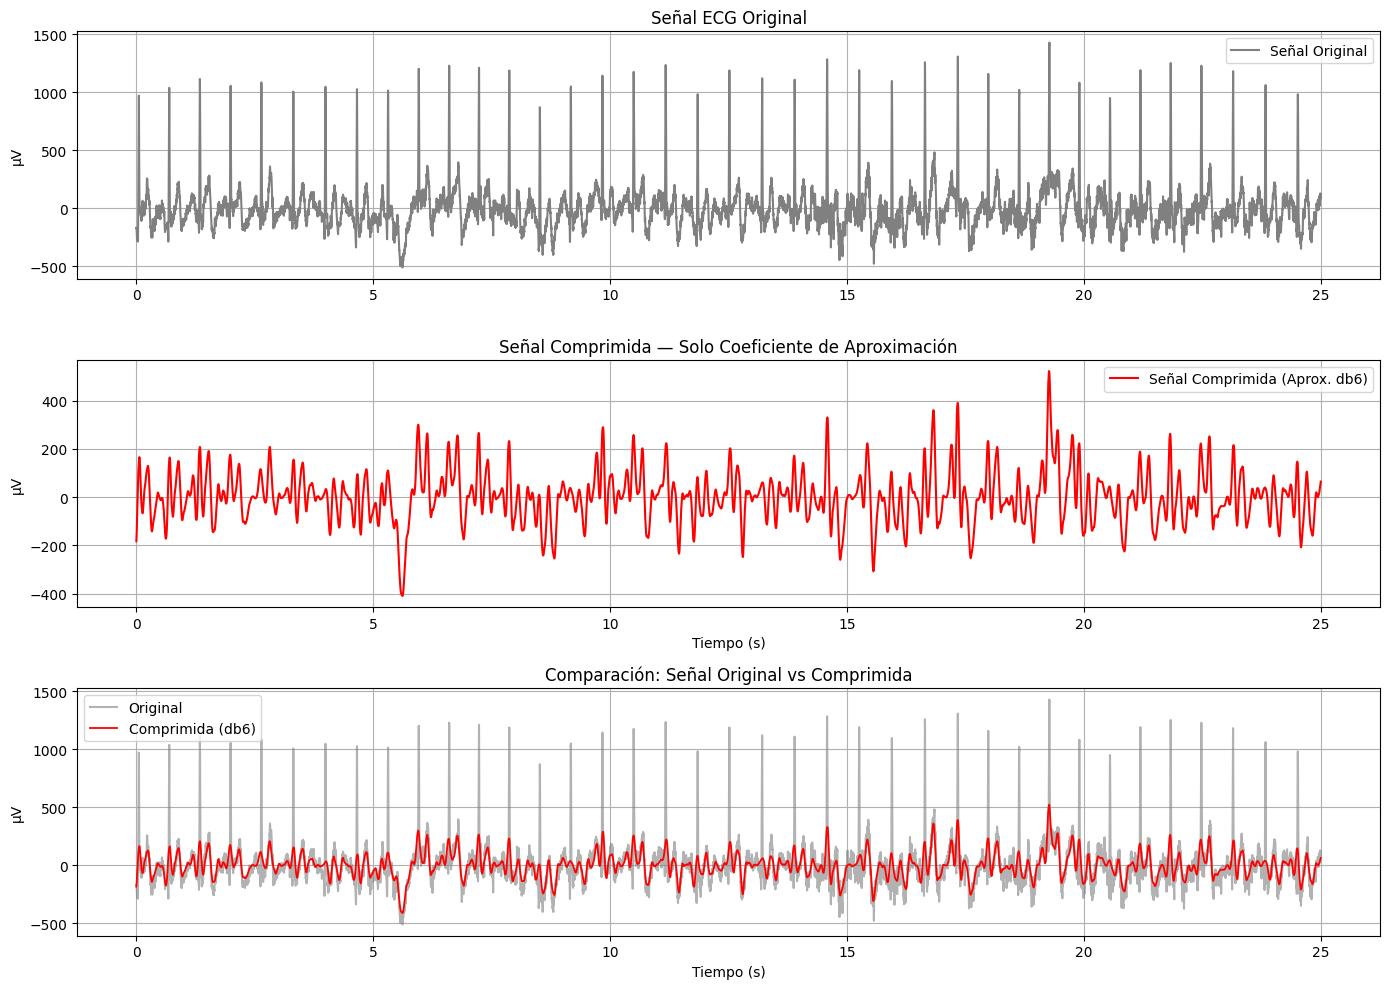 Señal ECG Original
1500
1000
500
0
−500
µV
Señal Original
0 5 10 15 20 25
Señal Comprimida — Solo Coeficiente de Aproximación
400
200
0
−200
−400
µV
Señal Comprimida (Aprox. db6)
0 5 10 15 20 25
Tiempo (s)
Comparación: Señal Original vs Comprimida
1500
1000
500
0
−500
µV
Original
Comprimida (db6)
0 5 10 15 20 25
Tiempo (s)